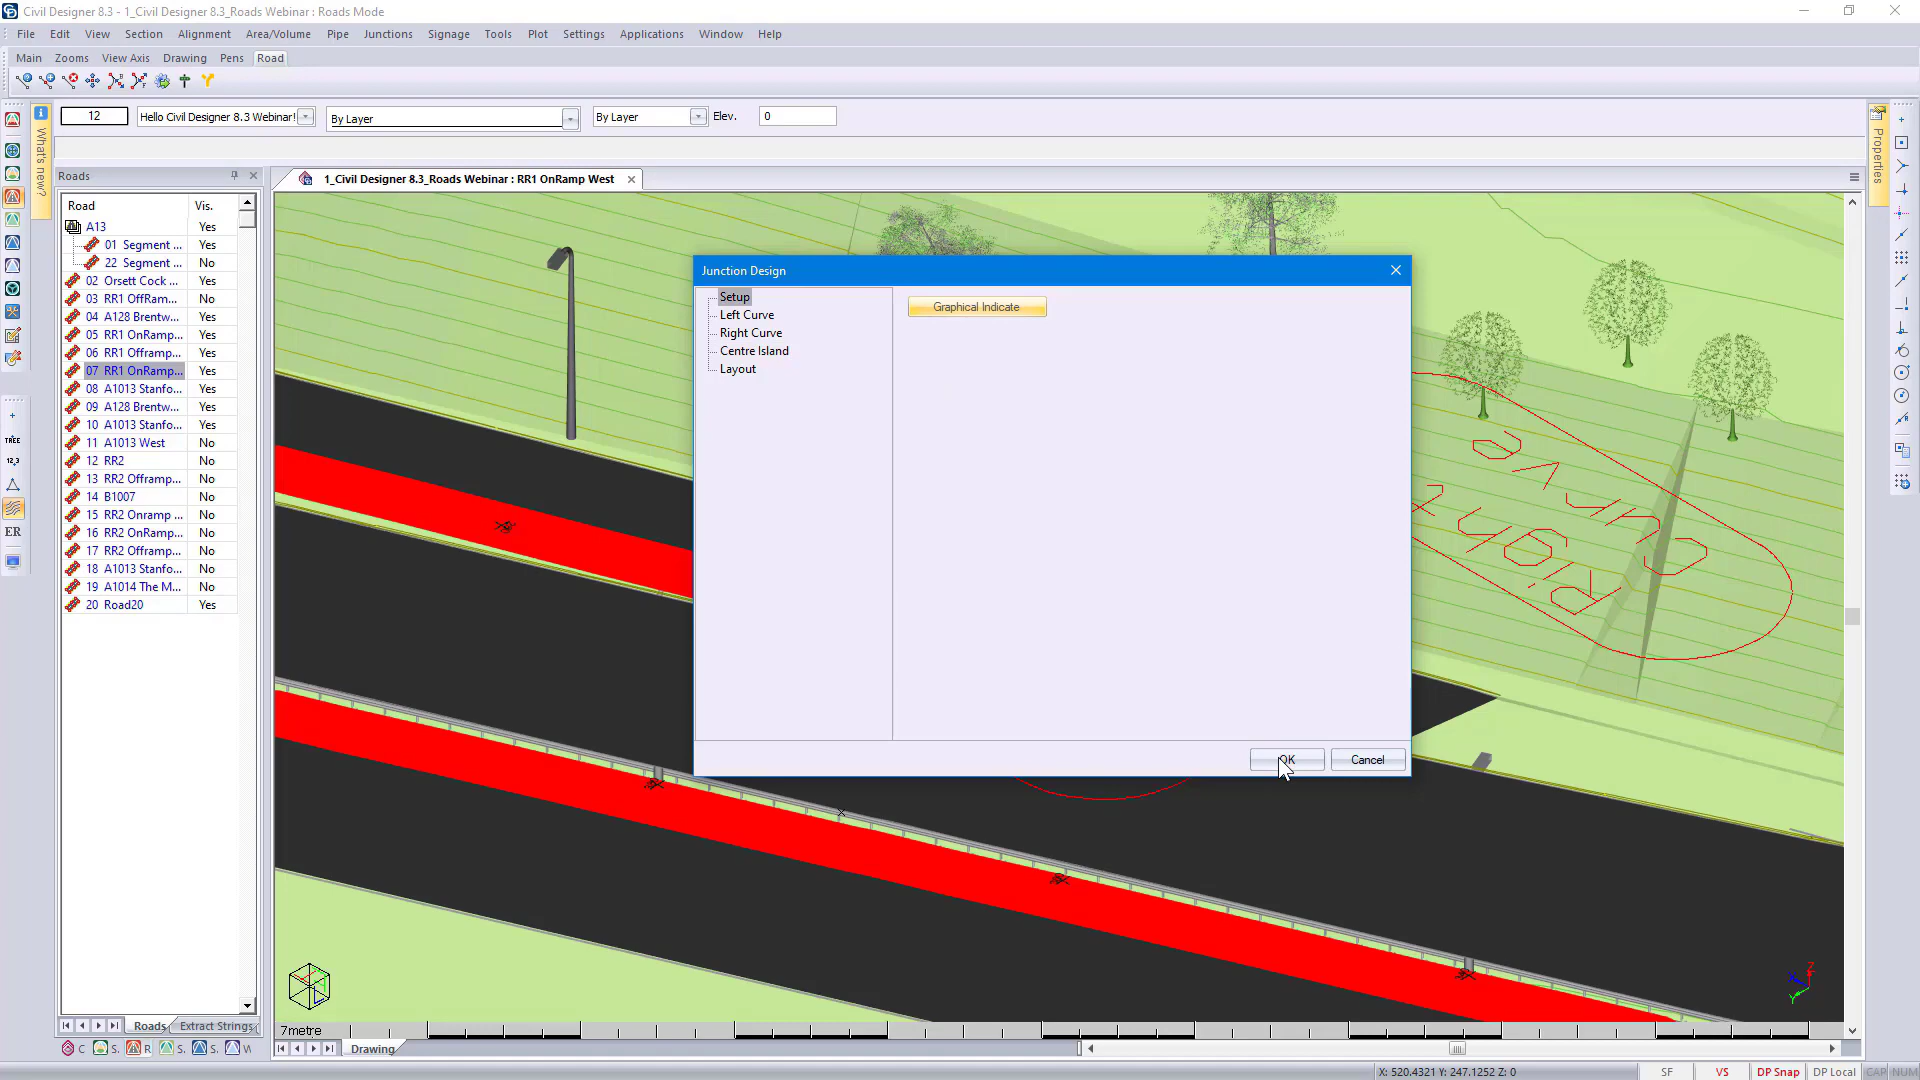 Civil Designer 8.3 - 1_Civil Designer 8.3_Roads Webinar : Roads Mode
File Edit View Section Alignment Area/Volume Pipe Junctions Signage Tools Plot Settings Applications Window Help
Main Zooms View Axis Drawing Pens Road
12 Hello Civil Designer 8.3 Webinar! By Layer By Layer Elev. 0
What's new?
Properties
Roads
1_Civil Designer 8.3_Roads Webinar : RR1 OnRamp West
Road Vis.
A13 Yes
01 Segment ... Yes
22 Segment ... No
02 Orsett Cock ... Yes
03 RR1 OffRam... No
04 A128 Brentw... Yes
05 RR1 OnRamp... Yes
06 RR1 Offramp... Yes
07 RR1 OnRamp... Yes
08 A1013 Stanfo... Yes
09 A128 Brentw... Yes
10 A1013 Stanfo... Yes
11 A1013 West No
12 RR2 No
13 RR2 Offramp... No
14 B1007 No
15 RR2 Onramp ... No
16 RR2 OnRamp... No
17 RR2 Offramp... No
18 A1013 Stanfo... No
19 A1014 The M... No
20 Road20 Yes
TREE
12.3
ER
Junction Design
Setup
Left Curve
Right Curve
Centre Island
Layout
Graphical Indicate
OK Cancel
RIGHT
CURVE
X Z Y
7metre
Roads Extract Strings
C S. R S. S. W
Drawing
X: 520.4321 Y: 247.1252 Z: 0 SF VS DP Snap DP Local CAP NUM